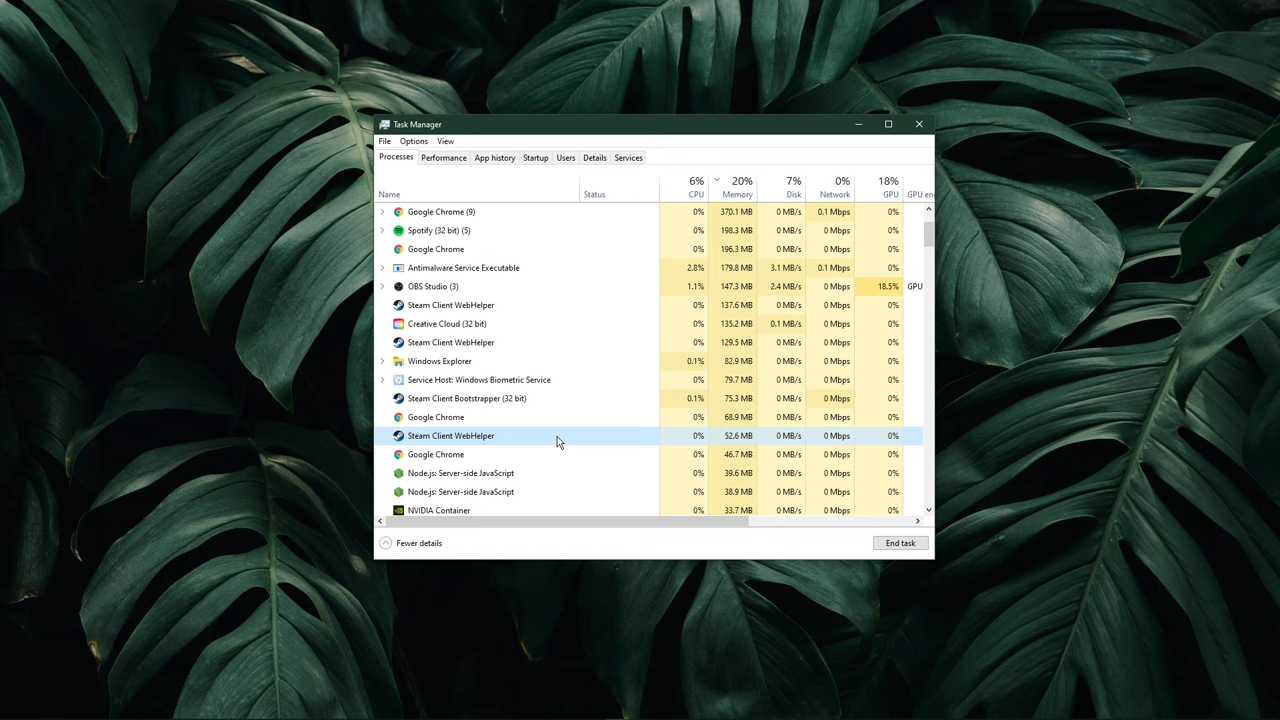 Task Manager
File Options View
Processes Performance App history Startup Users Details Services
6% 20% 7% 0% 18%
Name Status CPU Memory Disk Network GPU GPU en
Google Chrome (9) 0% 370.1 MB 0 MB/s 0.1 Mbps 0%
Spotify (32 bit) (5) 0% 198.3 MB 0 MB/s 0 Mbps 0%
Google Chrome 0% 196.3 MB 0 MB/s 0 Mbps 0%
Antimalware Service Executable 2.8% 179.8 MB 3.1 MB/s 0.1 Mbps 0%
OBS Studio (3) 1.1% 147.3 MB 2.4 MB/s 0 Mbps 18.5% GPU
Steam Client WebHelper 0% 137.6 MB 0 MB/s 0 Mbps 0%
Creative Cloud (32 bit) 0% 135.2 MB 0.1 MB/s 0 Mbps 0%
Steam Client WebHelper 0% 129.5 MB 0 MB/s 0 Mbps 0%
Windows Explorer 0.1% 82.9 MB 0 MB/s 0 Mbps 0%
Service Host: Windows Biometric Service 0% 79.7 MB 0 MB/s 0 Mbps 0%
Steam Client Bootstrapper (32 bit) 0.1% 75.3 MB 0 MB/s 0 Mbps 0%
Google Chrome 0% 68.9 MB 0 MB/s 0 Mbps 0%
Steam Client WebHelper 0% 52.6 MB 0 MB/s 0 Mbps 0%
Google Chrome 0% 46.7 MB 0 MB/s 0 Mbps 0%
Node.js: Server-side JavaScript 0% 39.6 MB 0 MB/s 0 Mbps 0%
Node.js: Server-side JavaScript 0% 38.9 MB 0 MB/s 0 Mbps 0%
NVIDIA Container 0% 33.7 MB 0 MB/s 0 Mbps 0%
Fewer details End task